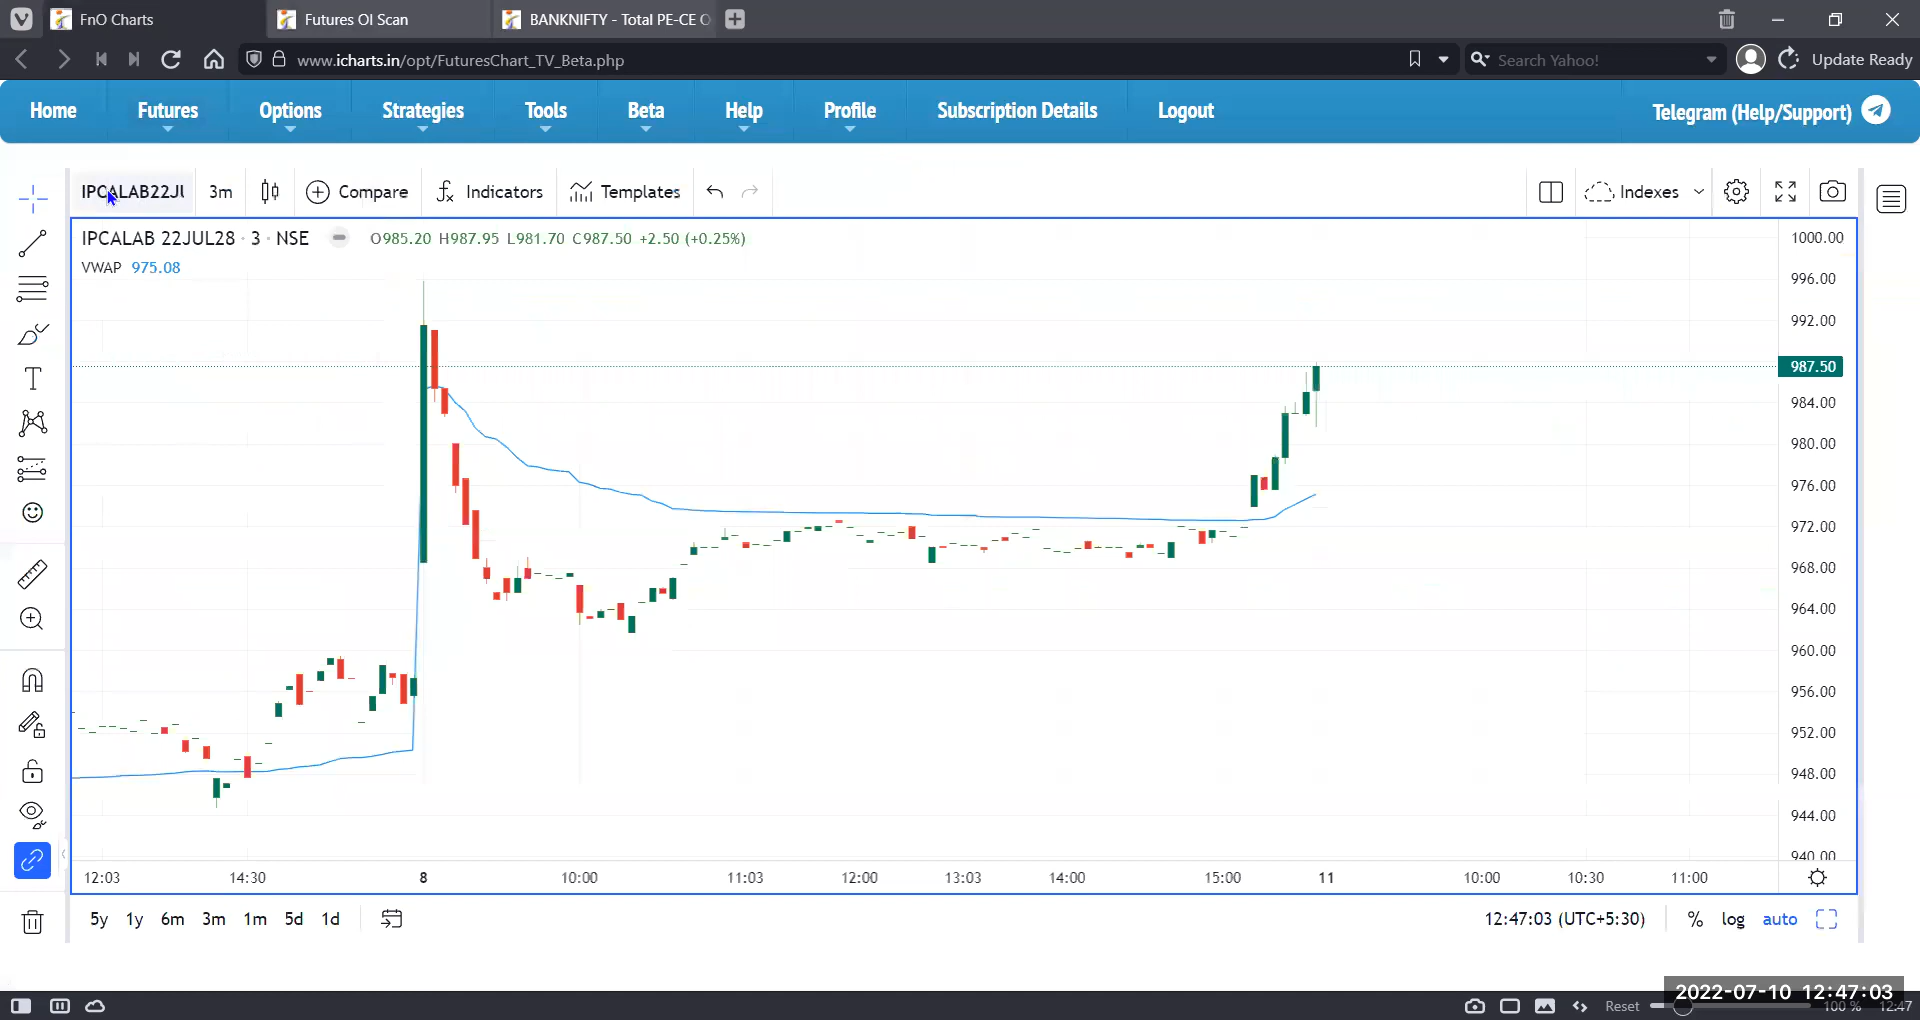 FnO Charts
Futures OI Scan
BANKNIFTY - Total PE-CE O
www.icharts.in/opt/FuturesChart_TV_Beta.php
Search Yahoo!
Update Ready
Home
Futures
Options
Strategies
Tools
Beta
Help
Profile
Subscription Details
Logout
Telegram (Help/Support)
IPCALAB22JU
3m
Compare
Indicators
Templates
Indexes
IPCALAB 22JUL28 · 3 · NSE
O985.20 H987.95 L981.70 C987.50 +2.50 (+0.25%)
VWAP 975.08
1000.00
996.00
992.00
987.50
984.00
980.00
976.00
972.00
968.00
964.00
960.00
956.00
952.00
948.00
944.00
940.00
12:03
14:30
8
10:00
11:03
12:00
13:03
14:00
15:00
11
10:00
10:30
11:00
5y 1y 6m 3m 1m 5d 1d
12:47:03 (UTC+5:30)
% log auto
Reset
2022-07-10 12:47:03
100 %
12:47